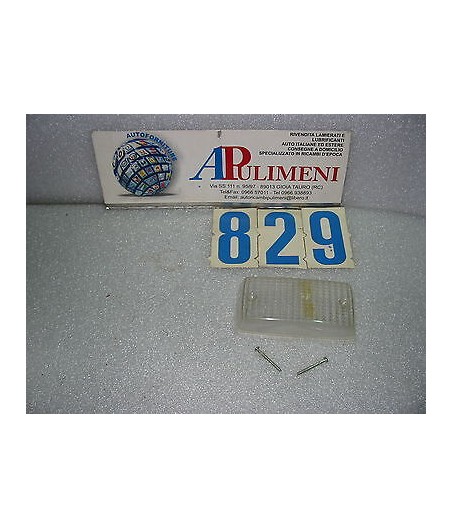 AUTOFORNITURE
RIVENDITA LAMIERATI E
LUBRIFICANTI
AUTO ITALIANE ED ESTERE
CONSEGNE A DOMICILIO
SPECIALIZZATO IN RICAMBI D'EPOCA
APULIMENI
Via SS 111 n. 95/97 - 89013 GIOIA TAURO (RC)
Tel&Fax: 0966 57011 - Tel 0966 935893
Email: autoricambipulimeni@libero.it
829